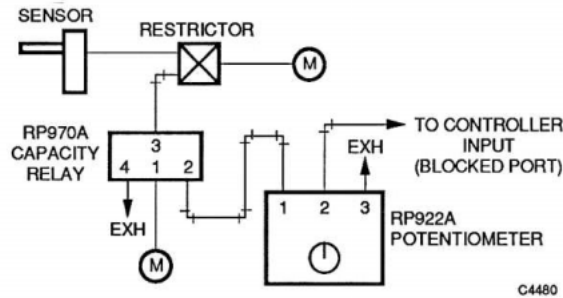 SENSOR
RESTRICTOR
M
RP970A
CAPACITY
RELAY
3
4 1 2
EXH
M
TO CONTROLLER
INPUT
(BLOCKED PORT)
EXH
1 2 3
RP922A
POTENTIOMETER
C4480